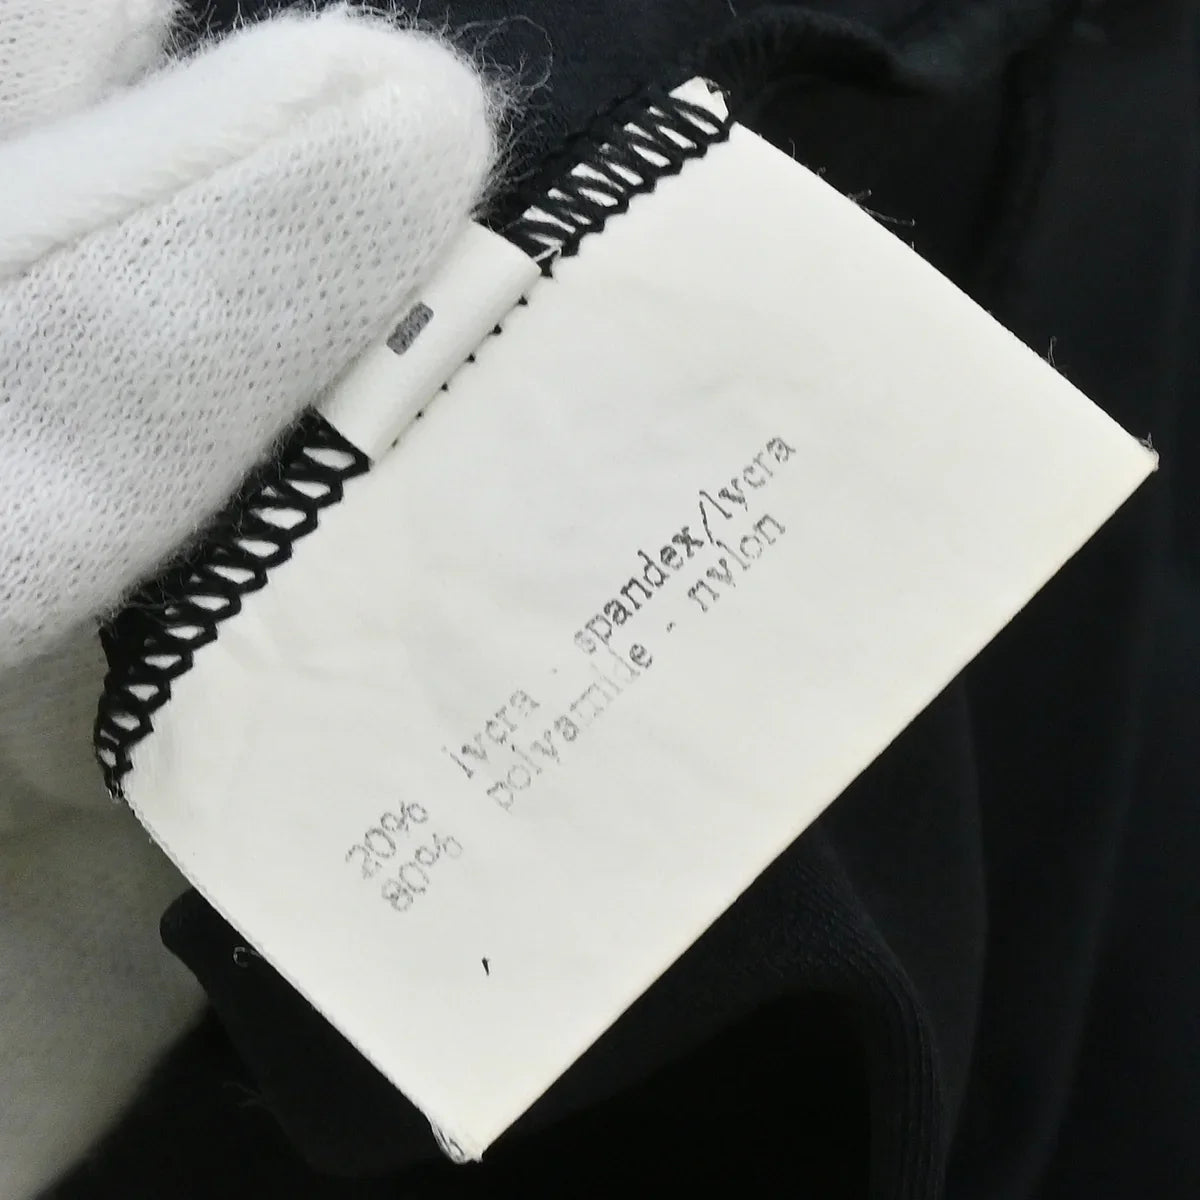 20% lycra - spandex/lycra
80% polyamide - nylon